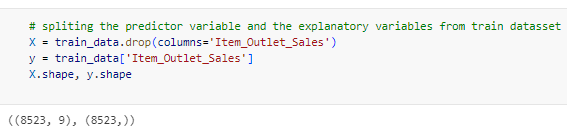 # spliting the predictor variable and the explanatory variables from train datasset
X = train_data.drop(columns='Item_Outlet_Sales')
y = train_data['Item_Outlet_Sales']
X.shape, y.shape
((8523, 9), (8523,))